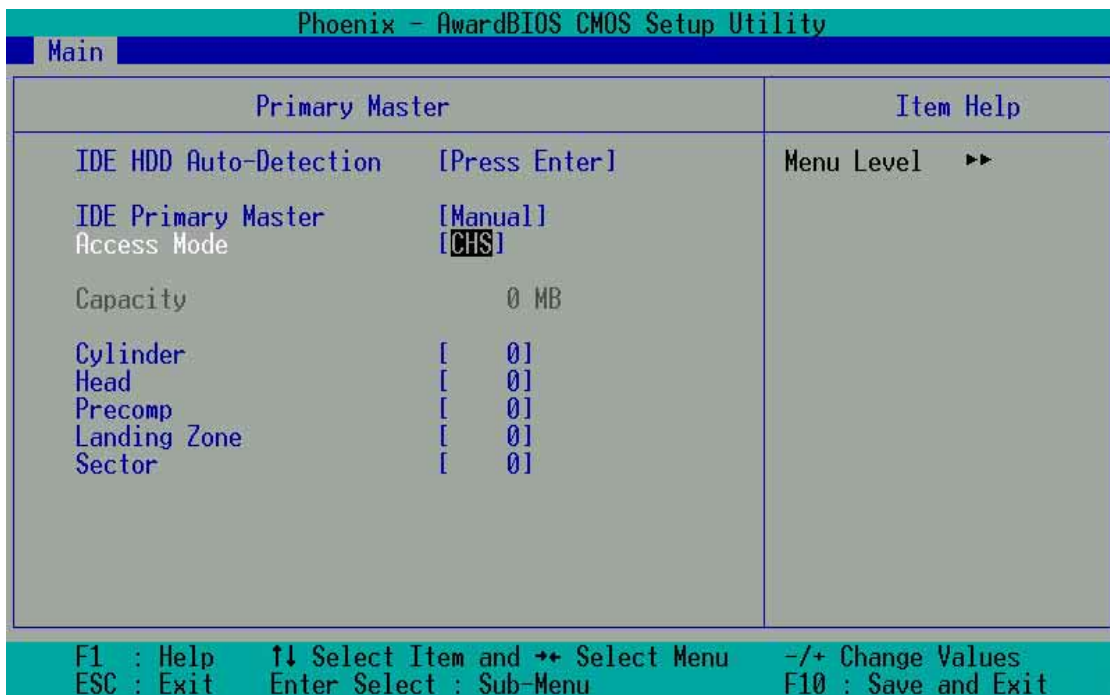 Phoenix - AwardBIOS CMOS Setup Utility
Main
Primary Master
Item Help
IDE HDD Auto-Detection [Press Enter]
Menu Level ►►
IDE Primary Master [Manual]
Access Mode [CHS]
Capacity 0 MB
Cylinder [ 0]
Head [ 0]
Precomp [ 0]
Landing Zone [ 0]
Sector [ 0]
F1 : Help ↑↓ Select Item and →← Select Menu -/+ Change Values
ESC : Exit Enter Select : Sub-Menu F10 : Save and Exit